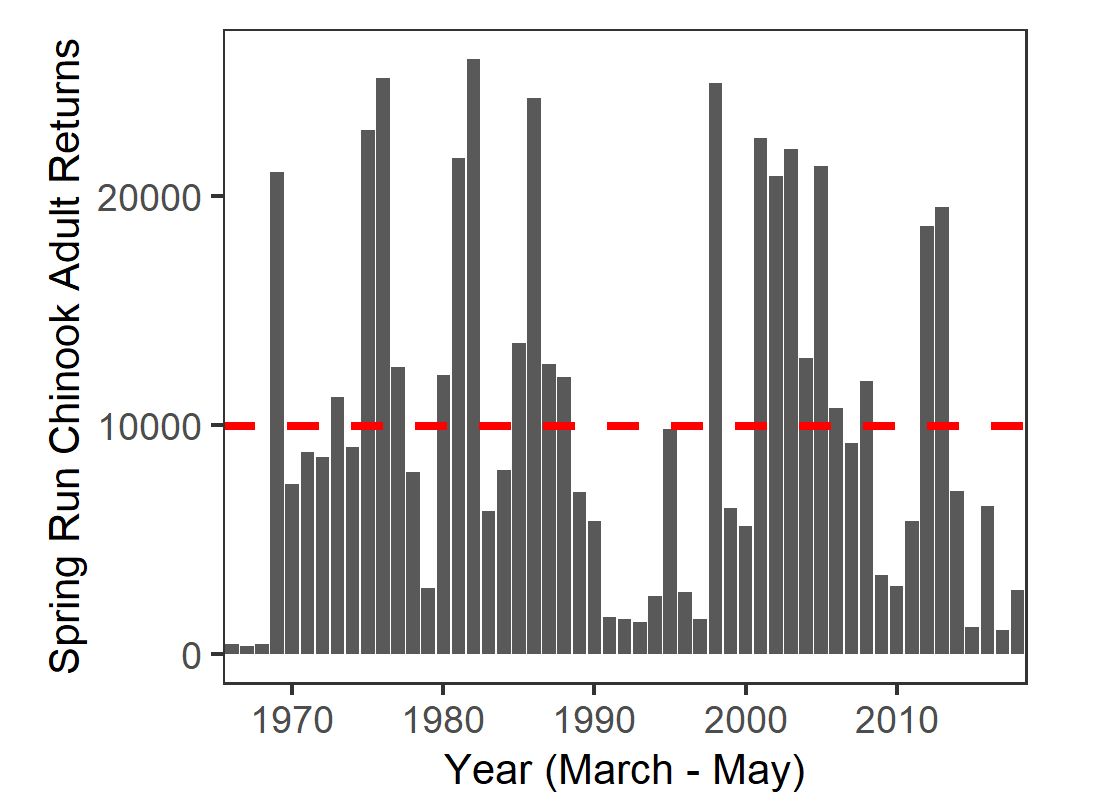 Spring Run Chinook Adult Returns
20000
10000
0
1970 1980 1990 2000 2010
Year (March - May)